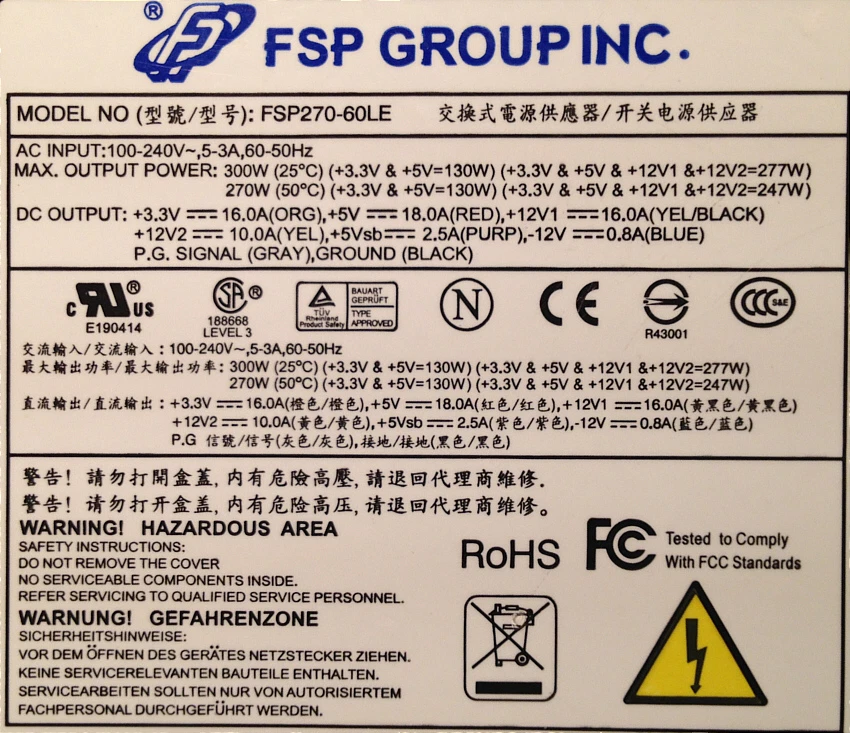 ® FSP GROUP INC.
MODEL NO (型號/型号): FSP270-60LE 交換式電源供應器/开关电源供应器
AC INPUT:100-240V~,5-3A,60-50Hz
MAX. OUTPUT POWER: 300W (25ºC) (+3.3V & +5V=130W) (+3.3V & +5V & +12V1 &+12V2=277W)
270W (50ºC) (+3.3V & +5V=130W) (+3.3V & +5V & +12V1 &+12V2=247W)
DC OUTPUT: +3.3V ⎓ 16.0A(ORG),+5V ⎓ 18.0A(RED),+12V1 ⎓16.0A(YEL/BLACK)
+12V2 ⎓ 10.0A(YEL),+5Vsb⎓ 2.5A(PURP),-12V ⎓0.8A(BLUE)
P.G. SIGNAL (GRAY),GROUND (BLACK)
c UR ® US
E190414
SA ®
188668
LEVEL 3
TÜV
Rheinland
Product Safety
BAUART
GEPRÜFT
TYPE
APPROVED
N
CE
R43001
CCC S&E
交流輸入/交流输入：100-240V~,5-3A,60-50Hz
最大輸出功率/最大输出功率：300W (25ºC) (+3.3V & +5V=130W) (+3.3V & +5V & +12V1 &+12V2=277W)
270W (50ºC) (+3.3V & +5V=130W) (+3.3V & +5V & +12V1 &+12V2=247W)
直流輸出/直流输出：+3.3V ⎓ 16.0A(橙色/橙色),+5V ⎓ 18.0A(紅色/红色),+12V1 ⎓16.0A(黃黑色/黄黑色)
+12V2 ⎓ 10.0A(黃色/黄色),+5Vsb⎓ 2.5A(紫色/紫色),-12V ⎓0.8A(藍色/蓝色)
P.G 信號/信号(灰色/灰色),接地/接地(黑色/黑色)
警告! 請勿打開盒蓋, 内有危險高壓, 請退回代理商維修.
警告! 请勿打开盒盖, 内有危险高压, 请退回代理商维修。
WARNING! HAZARDOUS AREA
SAFETY INSTRUCTIONS:
DO NOT REMOVE THE COVER
NO SERVICEABLE COMPONENTS INSIDE.
REFER SERVICING TO QUALIFIED SERVICE PERSONNEL.
WARNUNG! GEFAHRENZONE
SICHERHEITSHINWEISE:
VOR DEM ÖFFNEN DES GERÄTES NETZSTECKER ZIEHEN.
KEINE SERVICERELEVANTEN BAUTEILE ENTHALTEN.
SERVICEARBEITEN SOLLTEN NUR VON AUTORISIERTEM
FACHPERSONAL DURCHGEFÜHRT WERDEN.
RoHS
FC Tested to Comply
With FCC Standards